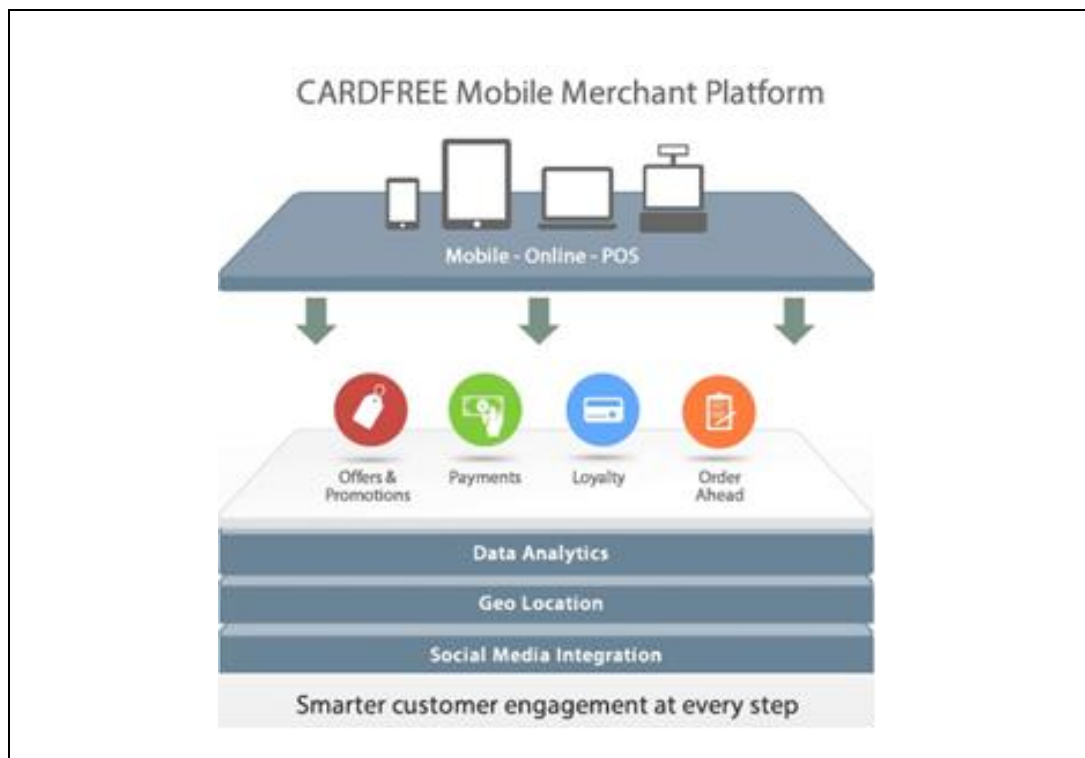 CARDFREE Mobile Merchant Platform
Mobile - Online - POS
Offers &
Promotions
Payments
Loyalty
Order
Ahead
Data Analytics
Geo Location
Social Media Integration
Smarter customer engagement at every step